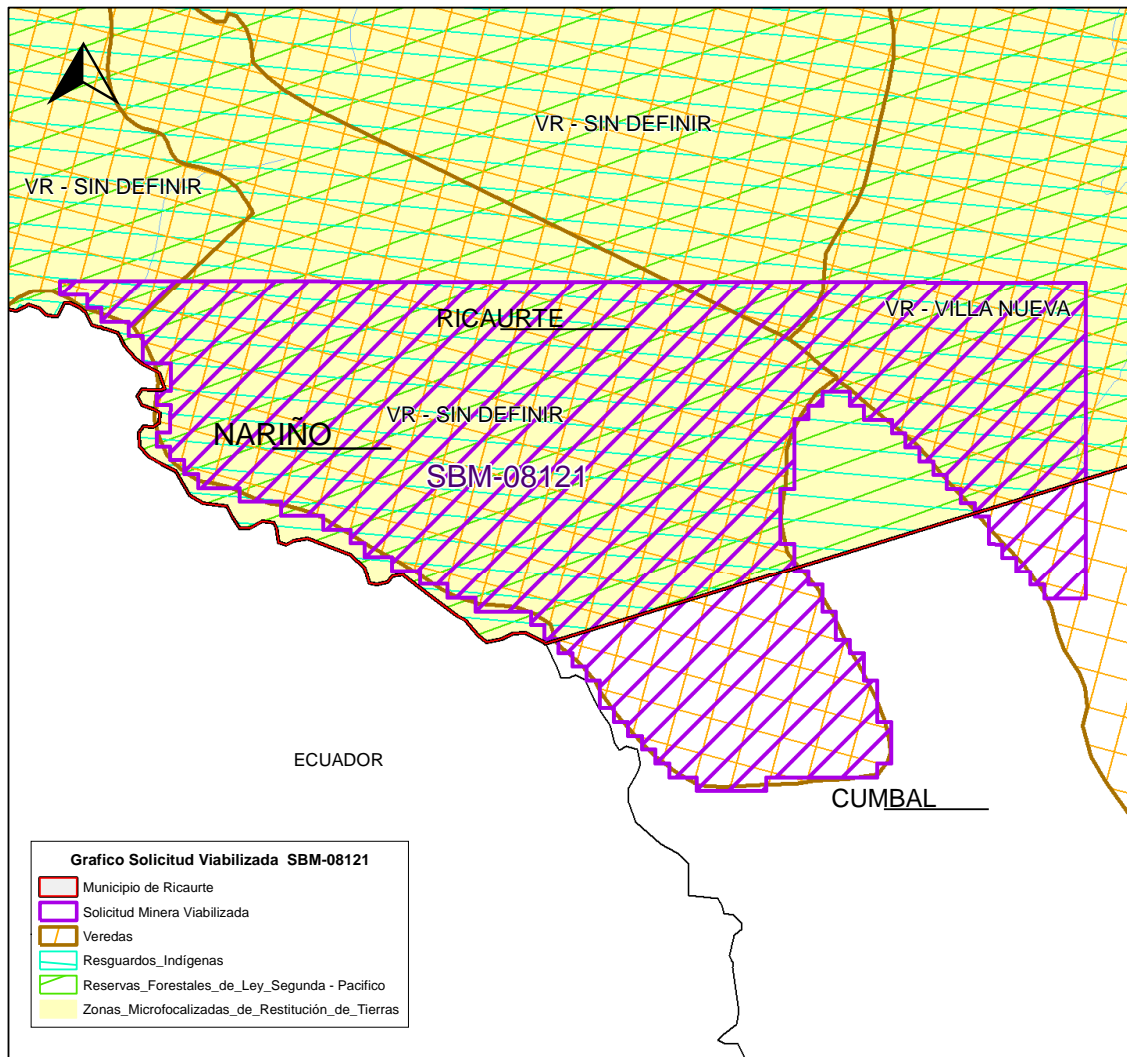 VR - SIN DEFINIR
VR - SIN DEFINIR
VR - VILLA NUEVA
RICAURTE
VR - SIN DEFINIR
NARIÑO
SBM-08121
ECUADOR
CUMBAL
Grafico Solicitud Viabilizada SBM-08121
Municipio de Ricaurte
Solicitud Minera Viabilizada
Veredas
Resguardos_Indígenas
Reservas_Forestales_de_Ley_Segunda - Pacifico
Zonas_Microfocalizadas_de_Restitución_de_Tierras